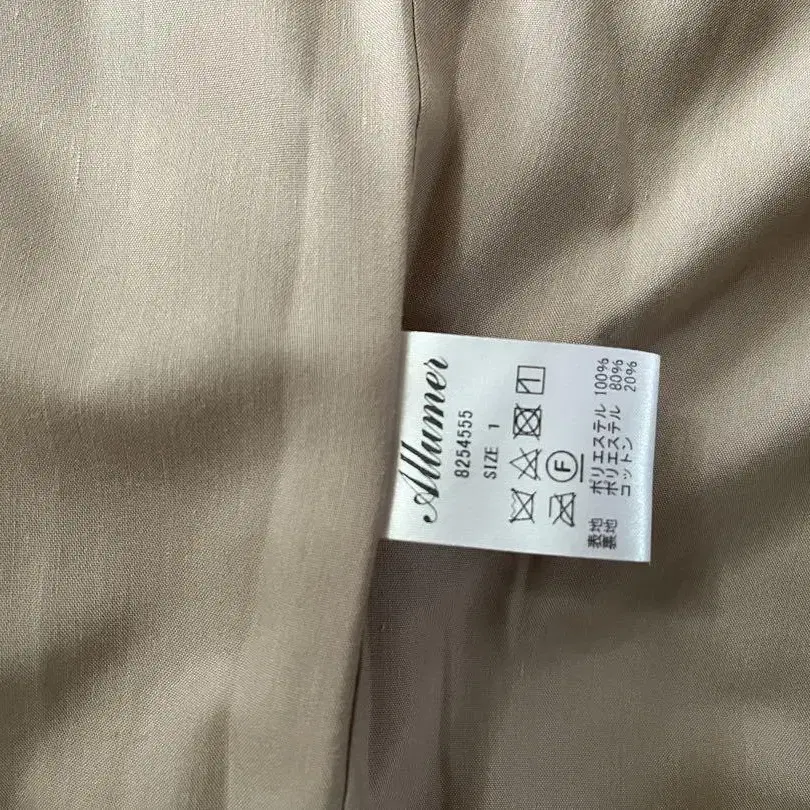 Allumer
8254555
SIZE 1
F
表地 ポリエステル 100%
裏地 ポリエステル 80%
コットン 20%